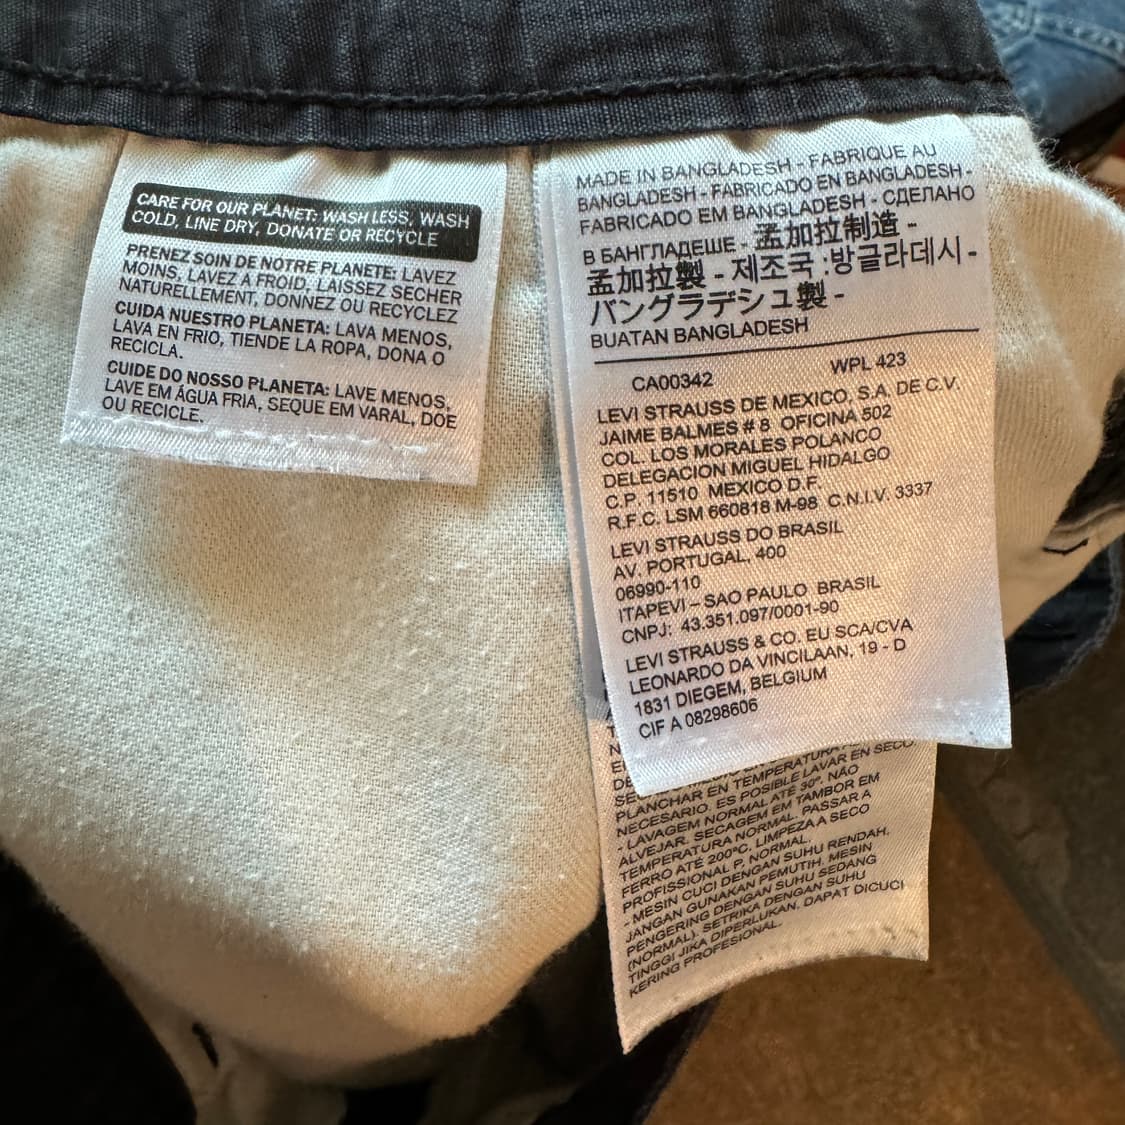 CARE FOR OUR PLANET: WASH LESS, WASH
COLD, LINE DRY, DONATE OR RECYCLE
PRENEZ SOIN DE NOTRE PLANETE: LAVEZ
MOINS, LAVEZ À FROID, LAISSEZ SECHER
NATURELLEMENT, DONNEZ OU RECYCLEZ
CUIDA NUESTRO PLANETA: LAVA MENOS,
LAVA EN FRIO, TIENDE LA ROPA, DONA O
RECICLA.
CUIDE DO NOSSO PLANETA: LAVE MENOS,
LAVE EM ÁGUA FRIA, SEQUE EM VARAL, DOE
OU RECICLE.
MADE IN BANGLADESH - FABRIQUE AU
BANGLADESH - FABRICADO EN BANGLADESH -
FABRICADO EM BANGLADESH - СДЕЛАНО
В БАНГЛАДЕШЕ - 孟加拉制造 -
孟加拉製 - 제조국 :방글라데시 -
バングラデシュ製 -
BUATAN BANGLADESH
CA00342 WPL 423
LEVI STRAUSS DE MEXICO, S.A. DE C.V.
JAIME BALMES # 8 OFICINA 502
COL. LOS MORALES POLANCO
DELEGACION MIGUEL HIDALGO
C.P. 11510 MEXICO D.F.
R.F.C. LSM 660818 M-98 C.N.I.V. 3337
LEVI STRAUSS DO BRASIL
AV. PORTUGAL, 400
06990-110
ITAPEVI – SAO PAULO BRASIL
CNPJ: 43.351.097/0001-90
LEVI STRAUSS & CO. EU SCA/CVA
LEONARDO DA VINCILAAN, 19 - D
1831 DIEGEM, BELGIUM
CIF A 08298606
PLANCHAR EN TEMPERATURA
NECESARIO. ES POSIBLE LAVAR EN SECO.
- LAVAGEM NORMAL ATÉ 30º. NÃO
ALVEJAR. SECAGEM EM TAMBOR EM
TEMPERATURA NORMAL. PASSAR A
FERRO ATÉ 200ºC. LIMPEZA A SECO
PROFISSIONAL P, NORMAL.
- MESIN CUCI DENGAN SUHU RENDAH.
JANGAN GUNAKAN PEMUTIH. MESIN
PENGERING DENGAN SUHU SEDANG
(NORMAL). SETRIKA DENGAN SUHU
TINGGI JIKA DIPERLUKAN. DAPAT DICUCI
KERING PROFESIONAL.